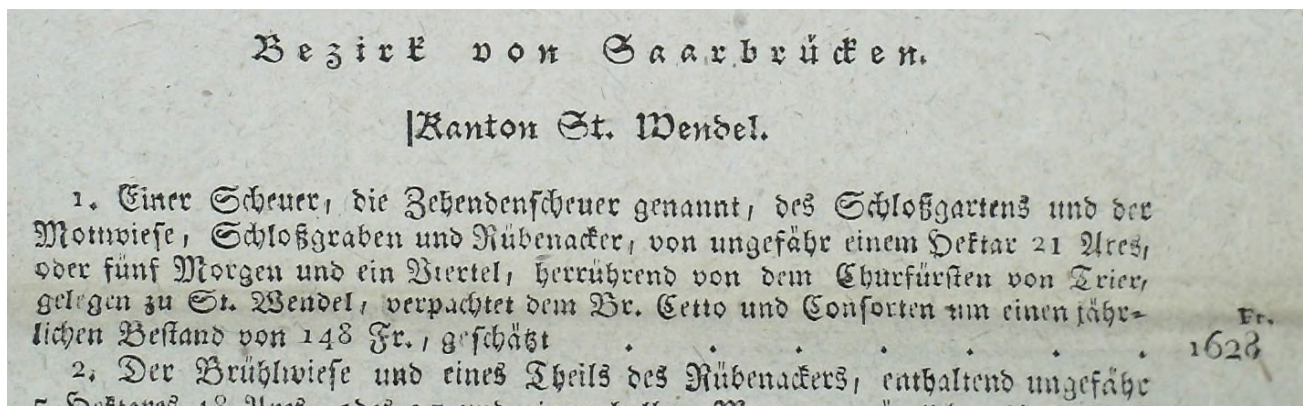 Bezirk von Saarbrücken.
Kanton St. Wendel.
1. Einer Scheuer, die Zehendenscheuer genannt, des Schloßgartens und der
Mottwiese, Schloßgraben und Rübenacker, von ungefähr einem Hektar 21 Ares,
oder fünf Morgen und ein Viertel, herrührend von dem Churfürsten von Trier,
gelegen zu St. Wendel, verpachtet dem Br. Cetto und Consorten um einen jähr-
lichen Bestand von 148 Fr., geschätzt . . . . . . . Fr. 1628
2. Der Brühlwiese und eines Theils des Rübenackers, enthaltend ungefähr